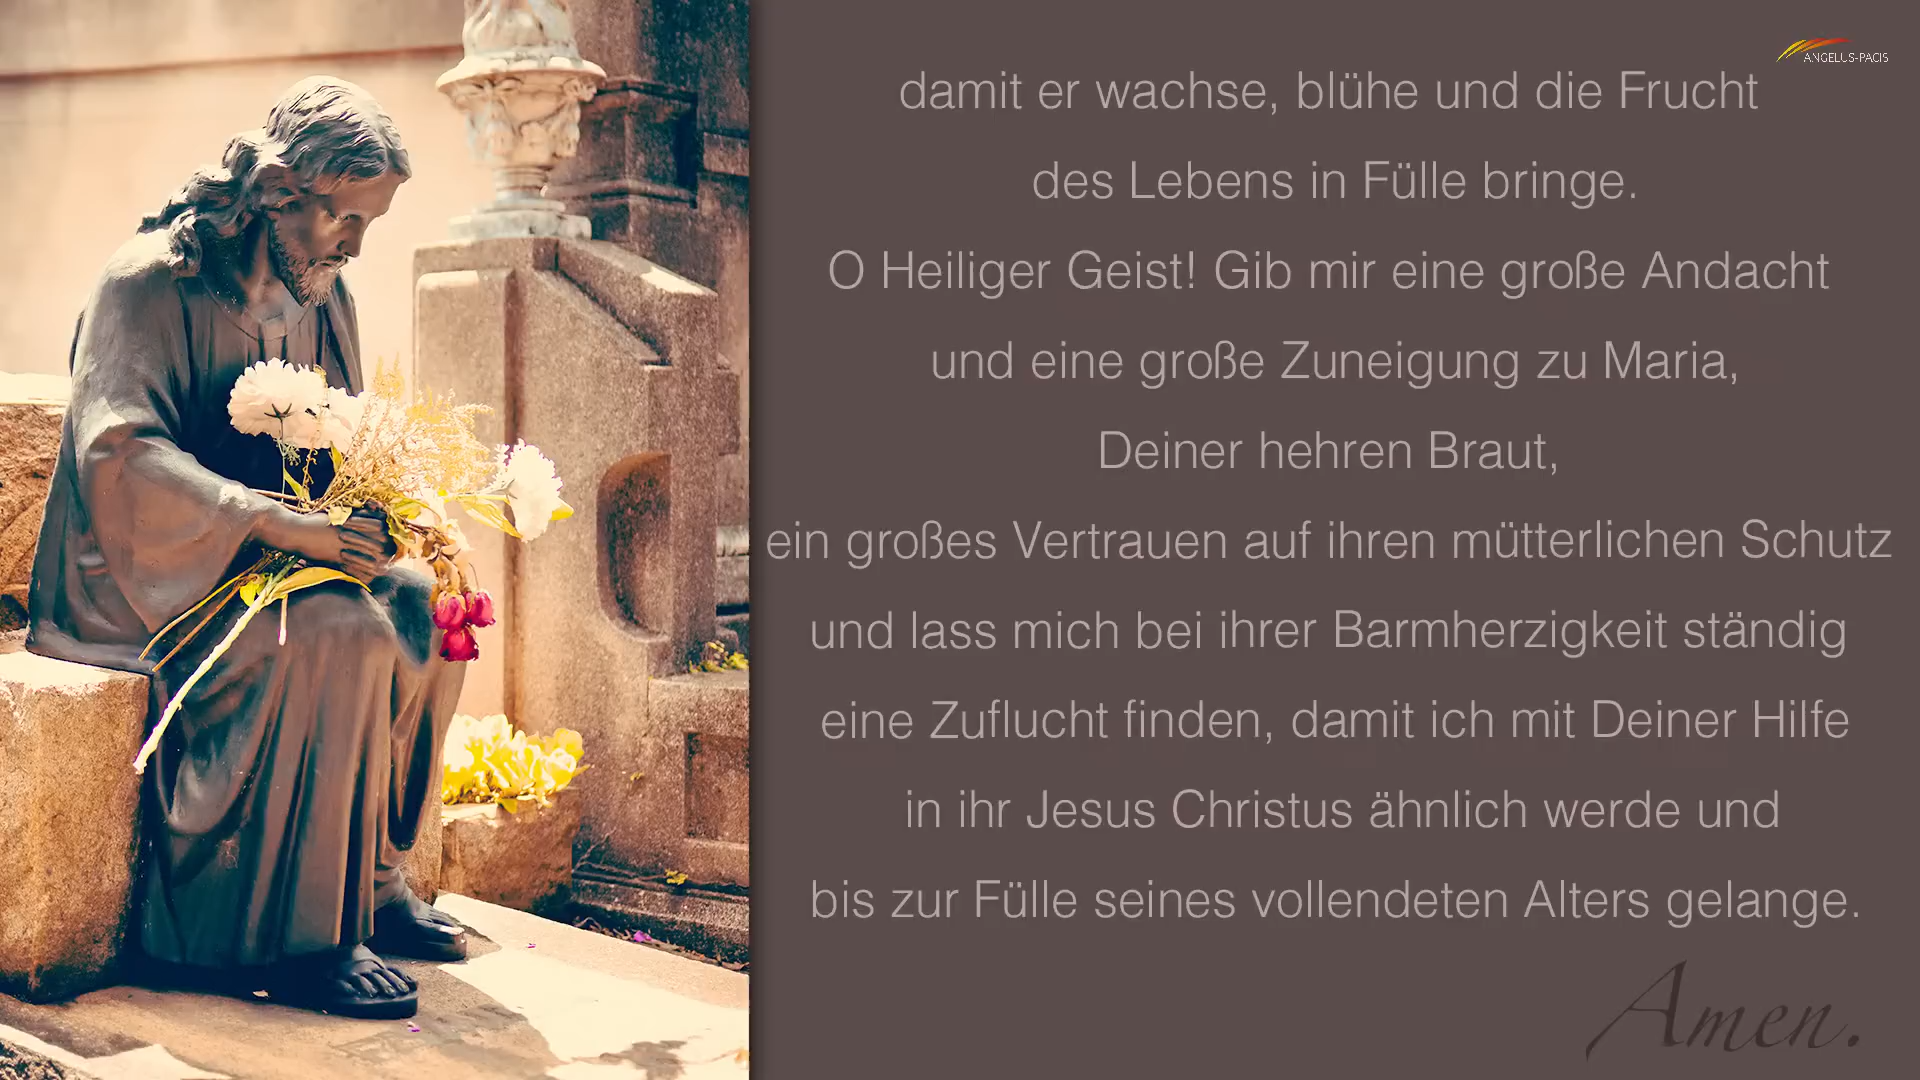 ANGELUS-PACIS
damit er wachse, blühe und die Frucht
des Lebens in Fülle bringe.
O Heiliger Geist! Gib mir eine große Andacht
und eine große Zuneigung zu Maria,
Deiner hehren Braut,
ein großes Vertrauen auf ihren mütterlichen Schutz
und lass mich bei ihrer Barmherzigkeit ständig
eine Zuflucht finden, damit ich mit Deiner Hilfe
in ihr Jesus Christus ähnlich werde und
bis zur Fülle seines vollendeten Alters gelange.
Amen.